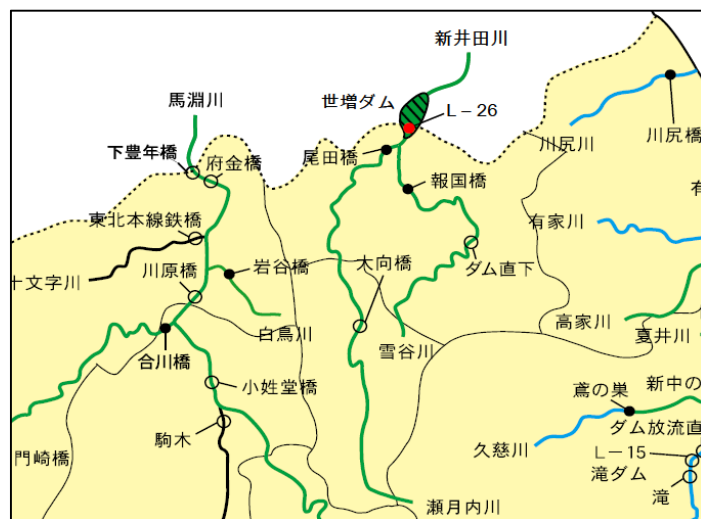 新井田川
馬淵川
世増ダム
L－26
川尻橋
川尻川
下豊年橋
府金橋
尾田橋
報国橋
有家川
有
東北本線鉄橋
十文字川
川原橋
岩谷橋
大向橋
ダム直下
白鳥川
高家川
夏井川
合川橋
雪谷川
小姓堂橋
鳶の巣
新中の
ダム放流直
駒木
久慈川
門崎橋
L－15
滝ダム
滝
瀬月内川